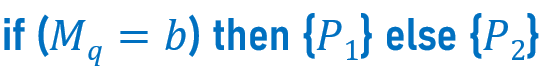 if (M_q = b) then {P_1} else {P_2}